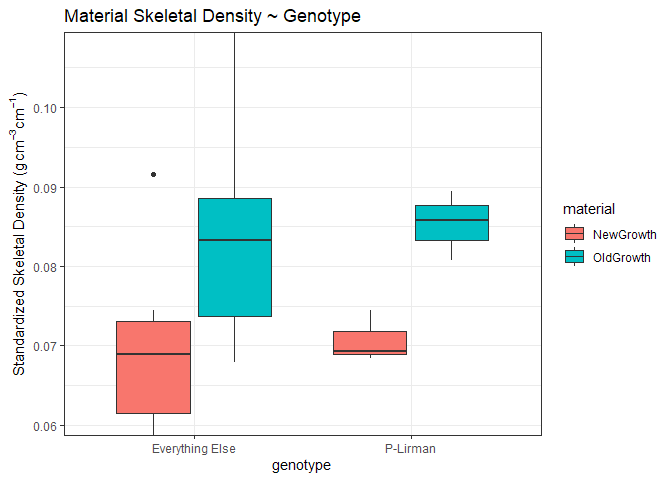 Material Skeletal Density ~ Genotype
Standardized Skeletal Density (g cm⁻³ cm⁻¹)
0.10
0.09
0.08
0.07
0.06
Everything Else
P-Lirman
genotype
material
NewGrowth
OldGrowth